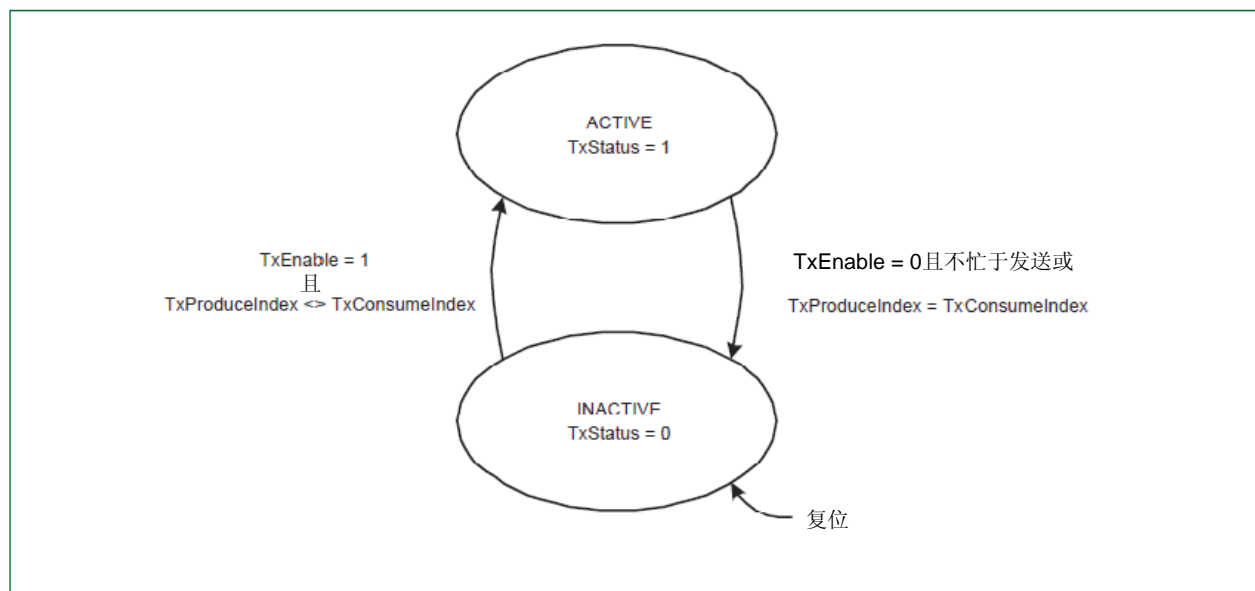 ACTIVE
TxStatus = 1
TxEnable = 1
且
TxProduceIndex <> TxConsumeIndex
TxEnable = 0且不忙于发送或
TxProduceIndex = TxConsumeIndex
INACTIVE
TxStatus = 0
复位